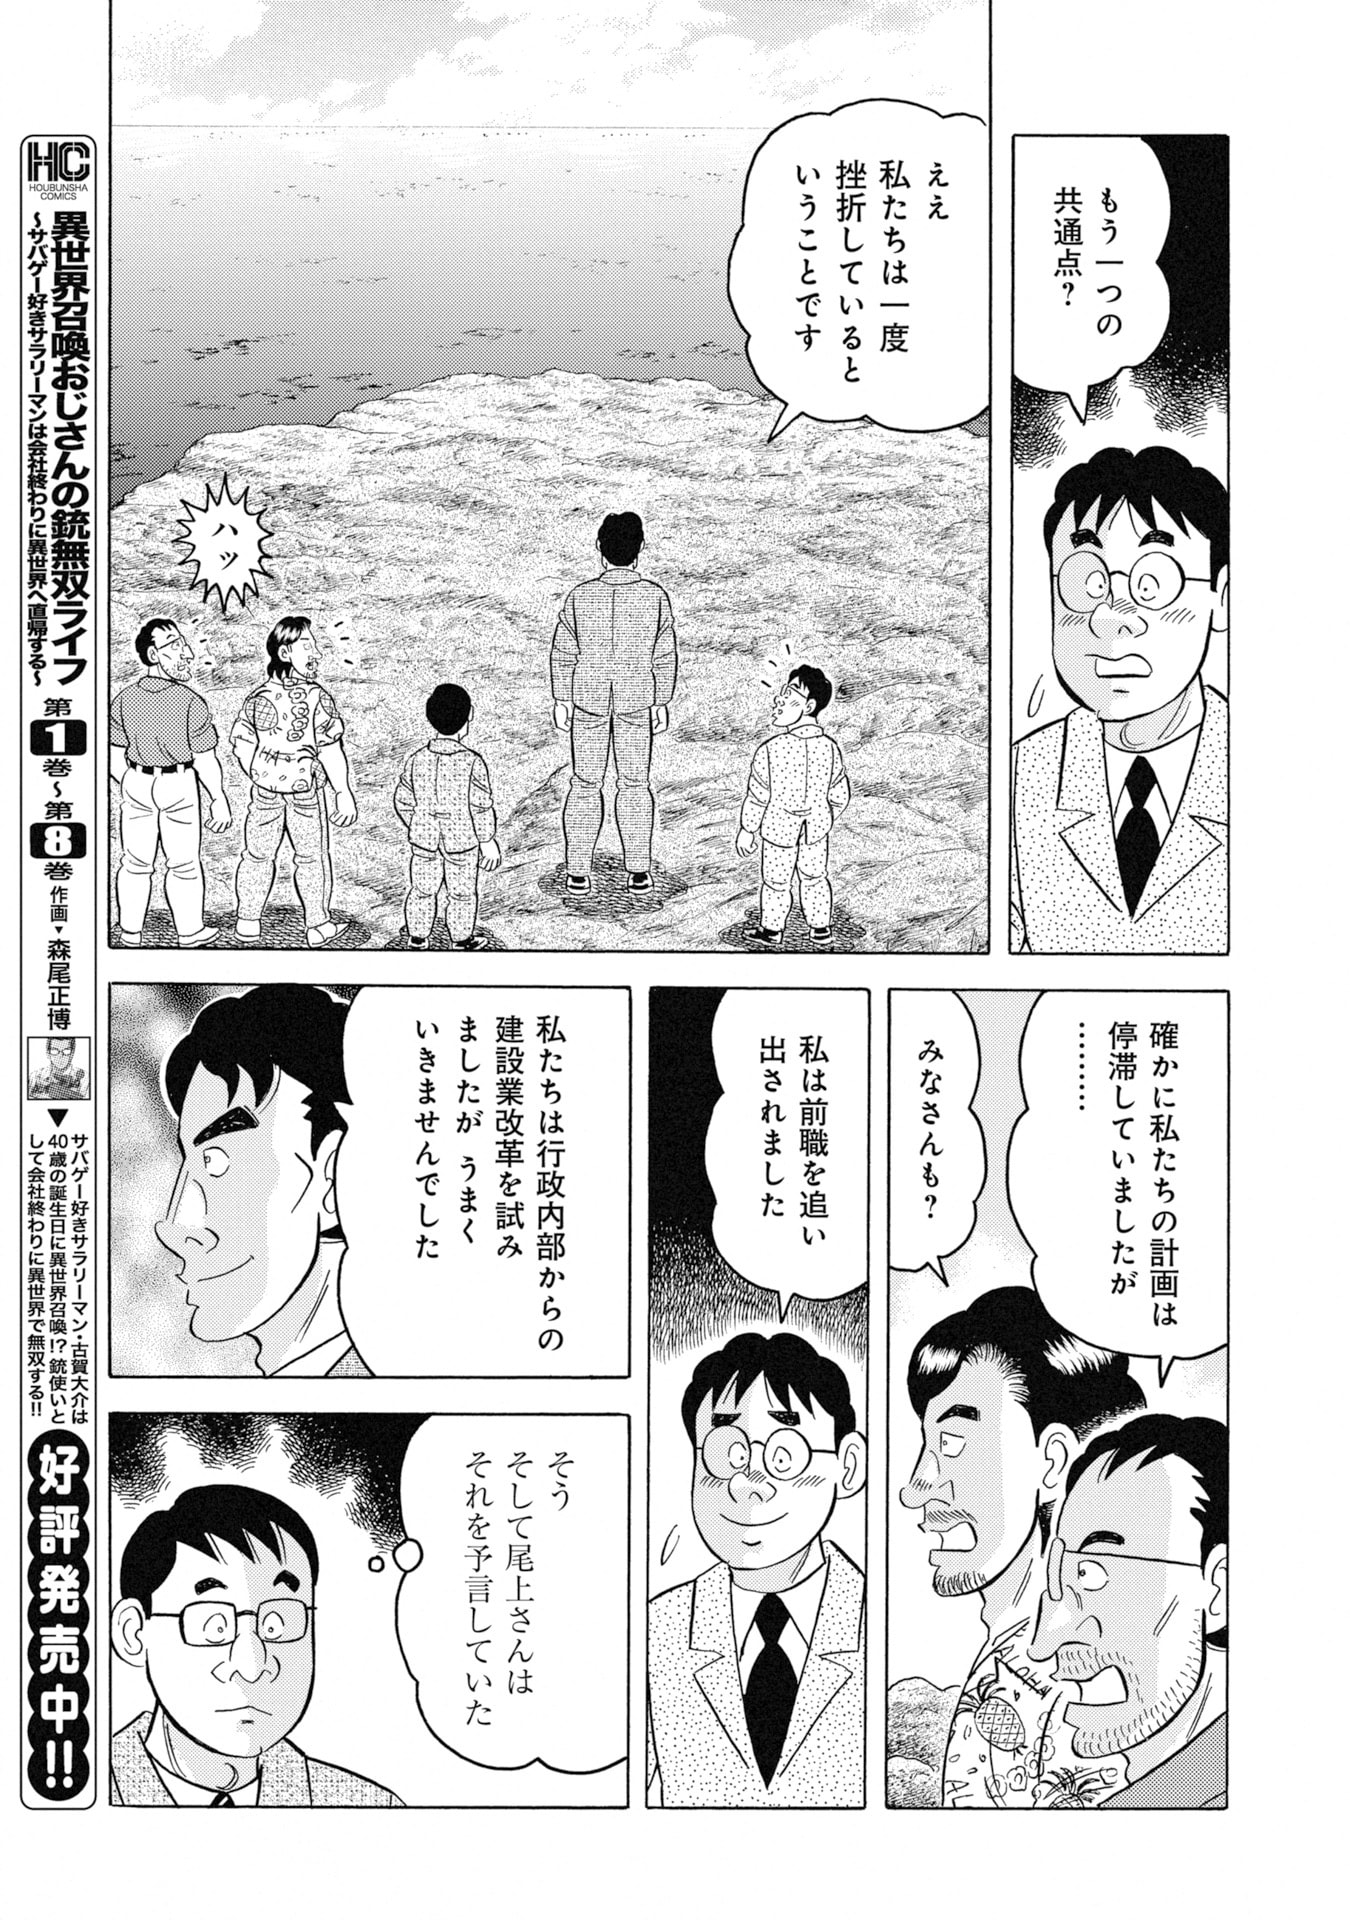 もう一つの
共通点？
ええ
私たちは一度
挫折していると
いうことです
ハッ
確かに私たちの計画は
停滞していましたが
………
みなさんも？
私は前職を追い
出されました
私たちは行政内部からの
建設業改革を試み
ましたが うまく
いきませんでした
そう
そして尾上さんは
それを予言していた
HC
HOUBUNSHA
COMICS
異世界召喚おじさんの銃無双ライフ
～サバゲー好きサラリーマンは会社終わりに異世界へ直帰する～
第1巻～第8巻
作画▼森尾正博
▼サバゲー好きサラリーマン・古賀大介は
40歳の誕生日に異世界召喚!? 銃使いと
して会社終わりに異世界で無双する!!
好評発売中!!